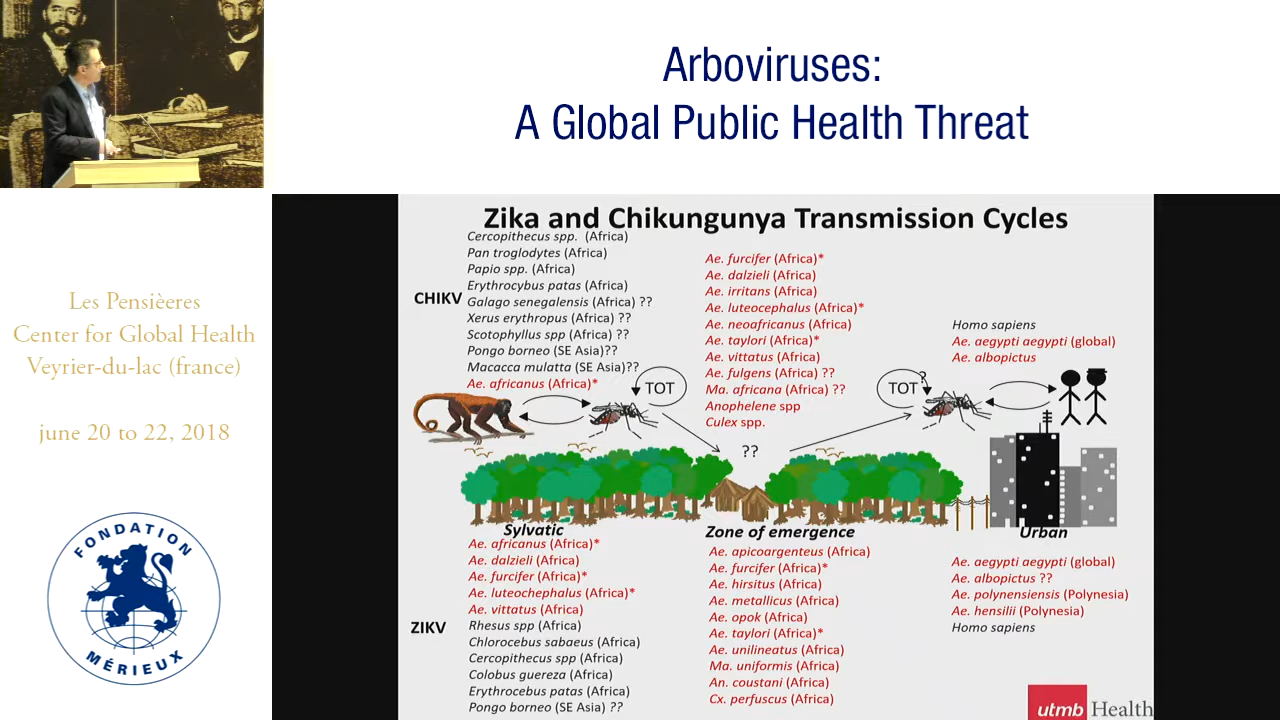 Arboviruses:
A Global Public Health Threat
Les Pensièeres
Center for Global Health
Veyrier-du-lac (france)
june 20 to 22, 2018
FONDATION
MÉRIEUX
Zika and Chikungunya Transmission Cycles
CHIKV
Cercopithecus spp. (Africa)
Pan troglodytes (Africa)
Papio spp. (Africa)
Erythrocybus patas (Africa)
Galago senegalensis (Africa) ??
Xerus erythropus (Africa) ??
Scotophyllus spp (Africa) ??
Pongo borneo (SE Asia)??
Macacca mulatta (SE Asia)??
Ae. africanus (Africa)*
Ae. furcifer (Africa)*
Ae. dalzieli (Africa)
Ae. irritans (Africa)
Ae. luteocephalus (Africa)*
Ae. neoafricanus (Africa)
Ae. taylori (Africa)*
Ae. vittatus (Africa)
Ae. fulgens (Africa) ??
Ma. africana (Africa) ??
Anophelene spp
Culex spp.
Homo sapiens
Ae. aegypti aegypti (global)
Ae. albopictus
TOT
TOT
?
??
Sylvatic
Zone of emergence
Urban
ZIKV
Ae. africanus (Africa)*
Ae. dalzieli (Africa)
Ae. furcifer (Africa)*
Ae. luteochephalus (Africa)*
Ae. vittatus (Africa)
Rhesus spp (Africa)
Chlorocebus sabaeus (Africa)
Cercopithecus spp (Africa)
Colobus guereza (Africa)
Erythrocebus patas (Africa)
Pongo borneo (SE Asia) ??
Ae. apicoargenteus (Africa)
Ae. furcifer (Africa)*
Ae. hirsitus (Africa)
Ae. metallicus (Africa)
Ae. opok (Africa)
Ae. taylori (Africa)*
Ae. unilineatus (Africa)
Ma. uniformis (Africa)
An. coustani (Africa)
Cx. perfuscus (Africa)
Ae. aegypti aegypti (global)
Ae. albopictus ??
Ae. polynensiensis (Polynesia)
Ae. hensilii (Polynesia)
Homo sapiens
utmb Health